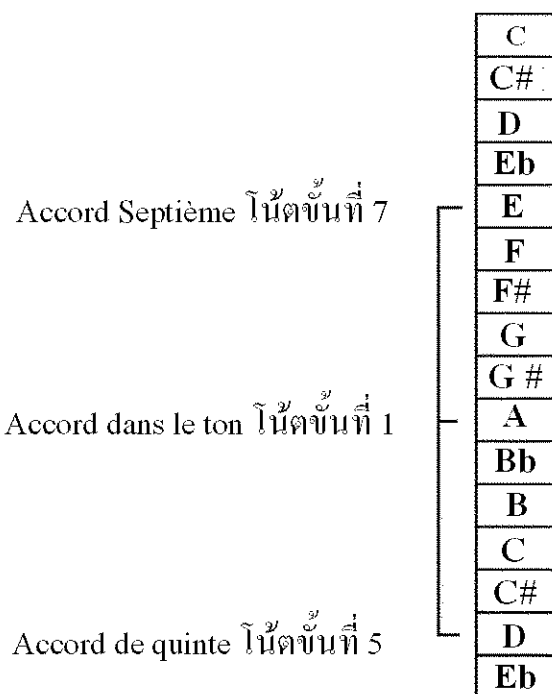 C
C#
D
Eb
Accord Septième โน้ตขั้นที่ 7
E
F
F#
G
G #
Accord dans le ton โน้ตขั้นที่ 1
A
Bb
B
C
C#
Accord de quinte โน้ตขั้นที่ 5
D
Eb